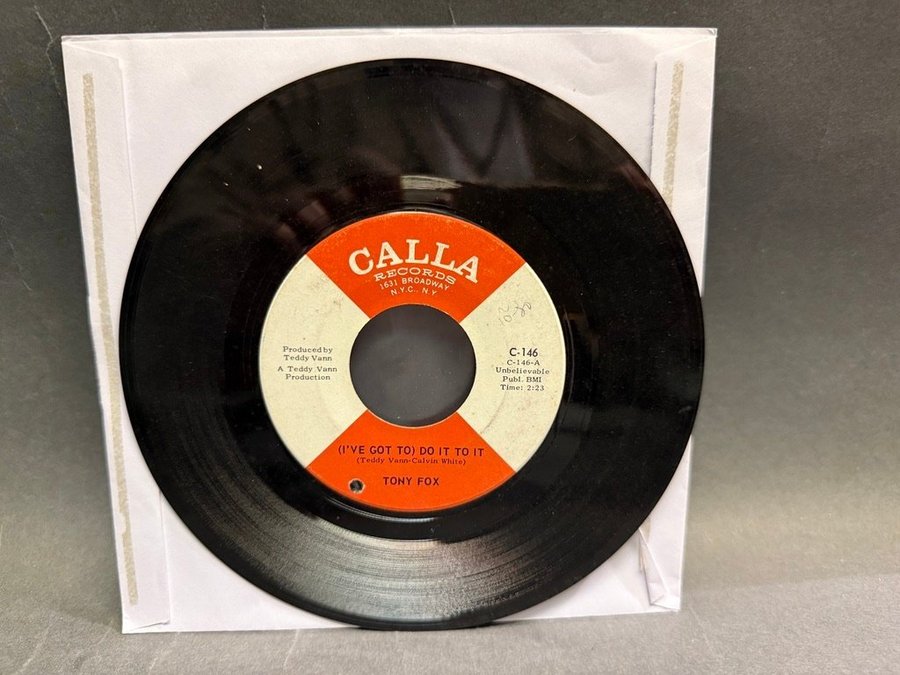 CALLA
RECORDS
1631 BROADWAY
N.Y.C., N.Y
Produced by
Teddy Vann
A Teddy Vann
Production
C-146
C-146-A
Unbelievable
Publ. BMI
Time: 2:23
(I'VE GOT TO) DO IT TO IT
(Teddy Vann-Calvin White)
TONY FOX